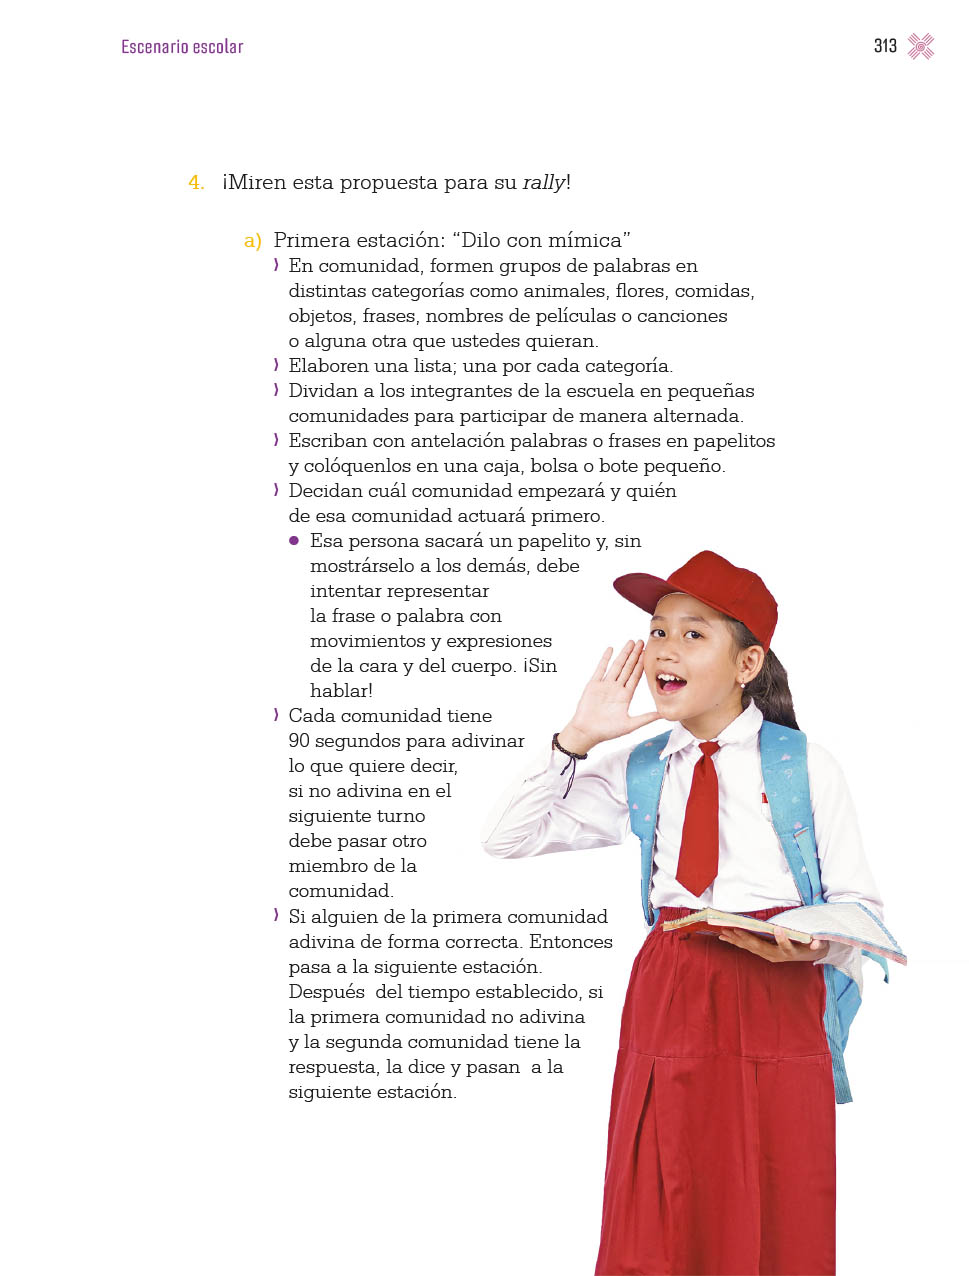 Escenario escolar
313
4. ¡Miren esta propuesta para su rally!
a) Primera estación: “Dilo con mímica”
⟩ En comunidad, formen grupos de palabras en
distintas categorías como animales, flores, comidas,
objetos, frases, nombres de películas o canciones
o alguna otra que ustedes quieran.
⟩ Elaboren una lista; una por cada categoría.
⟩ Dividan a los integrantes de la escuela en pequeñas
comunidades para participar de manera alternada.
⟩ Escriban con antelación palabras o frases en papelitos
y colóquenlos en una caja, bolsa o bote pequeño.
⟩ Decidan cuál comunidad empezará y quién
de esa comunidad actuará primero.
● Esa persona sacará un papelito y, sin
mostrárselo a los demás, debe
intentar representar
la frase o palabra con
movimientos y expresiones
de la cara y del cuerpo. ¡Sin
hablar!
⟩ Cada comunidad tiene
90 segundos para adivinar
lo que quiere decir,
si no adivina en el
siguiente turno
debe pasar otro
miembro de la
comunidad.
⟩ Si alguien de la primera comunidad
adivina de forma correcta. Entonces
pasa a la siguiente estación.
Después del tiempo establecido, si
la primera comunidad no adivina
y la segunda comunidad tiene la
respuesta, la dice y pasan a la
siguiente estación.